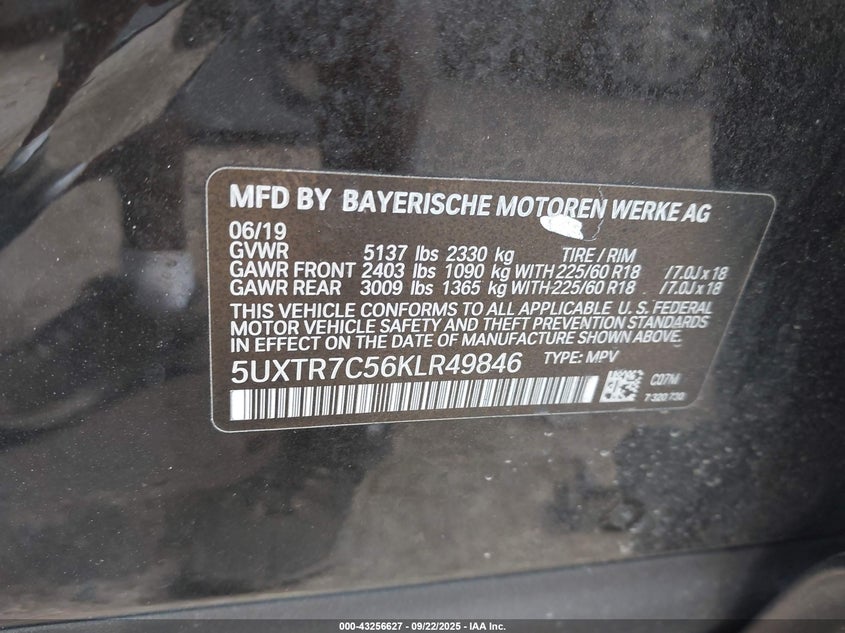 MFD BY BAYERISCHE MOTOREN WERKE AG
06/19
GVWR 5137 lbs 2330 kg TIRE / RIM
GAWR FRONT 2403 lbs 1090 kg WITH 225/60 R18 /7.0J x 18
GAWR REAR 3009 lbs 1365 kg WITH 225/60 R18 /7.0J x 18
THIS VEHICLE CONFORMS TO ALL APPLICABLE U. S. FEDERAL
MOTOR VEHICLE SAFETY AND THEFT PREVENTION STANDARDS
IN EFFECT ON THE DATE OF MANUFACTURE SHOWN ABOVE.
5UXTR7C56KLR49846 TYPE: MPV
C07M
7 320 730
000-43256627 - 09/22/2025 - IAA Inc.